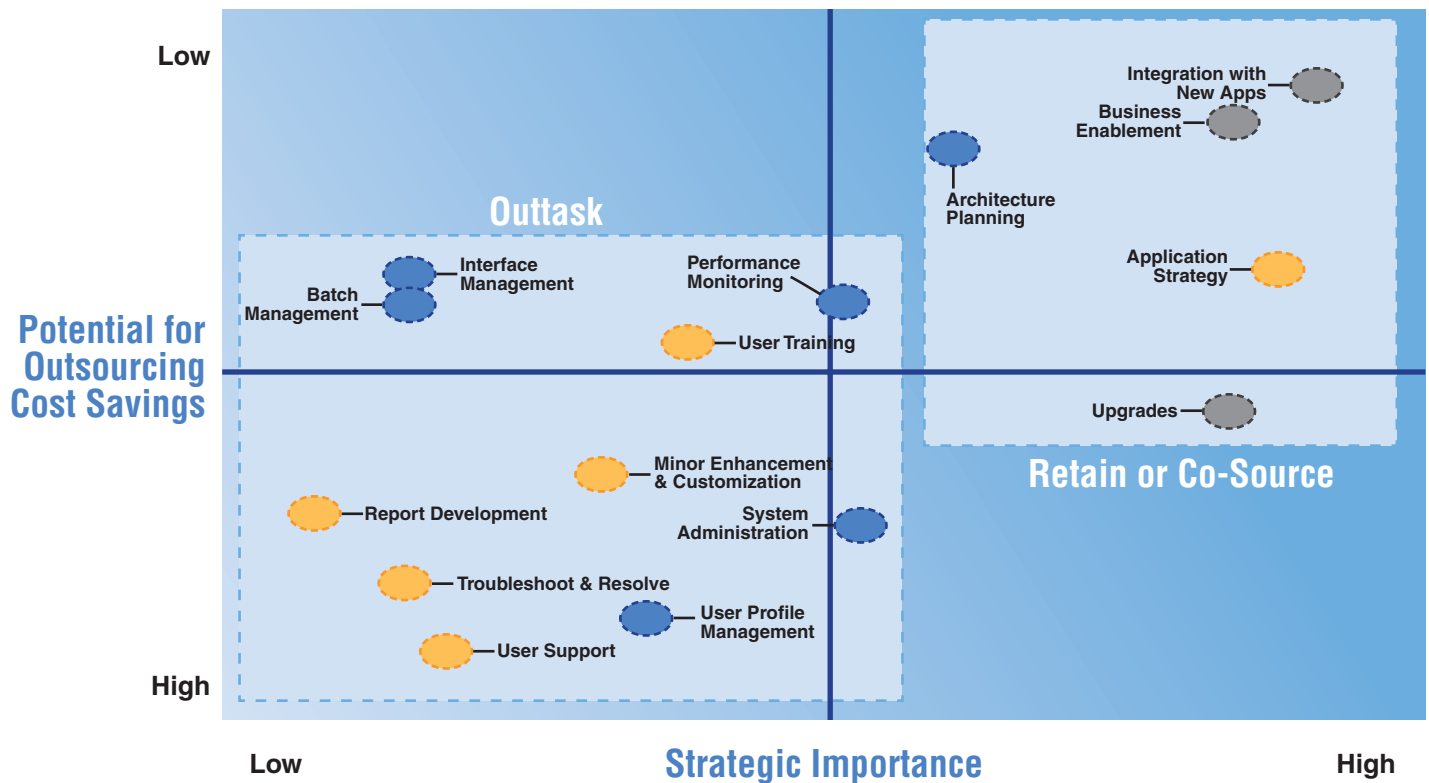 Low
Integration with
New Apps
Business
Enablement
Architecture
Planning
Outtask
Interface
Management
Batch
Management
Performance
Monitoring
User Training
Application
Strategy
Potential for
Outsourcing
Cost Savings
Upgrades
Retain or Co-Source
Minor Enhancement
& Customization
Report Development
System
Administration
Troubleshoot & Resolve
User Profile
Management
User Support
High
Low
Strategic Importance
High